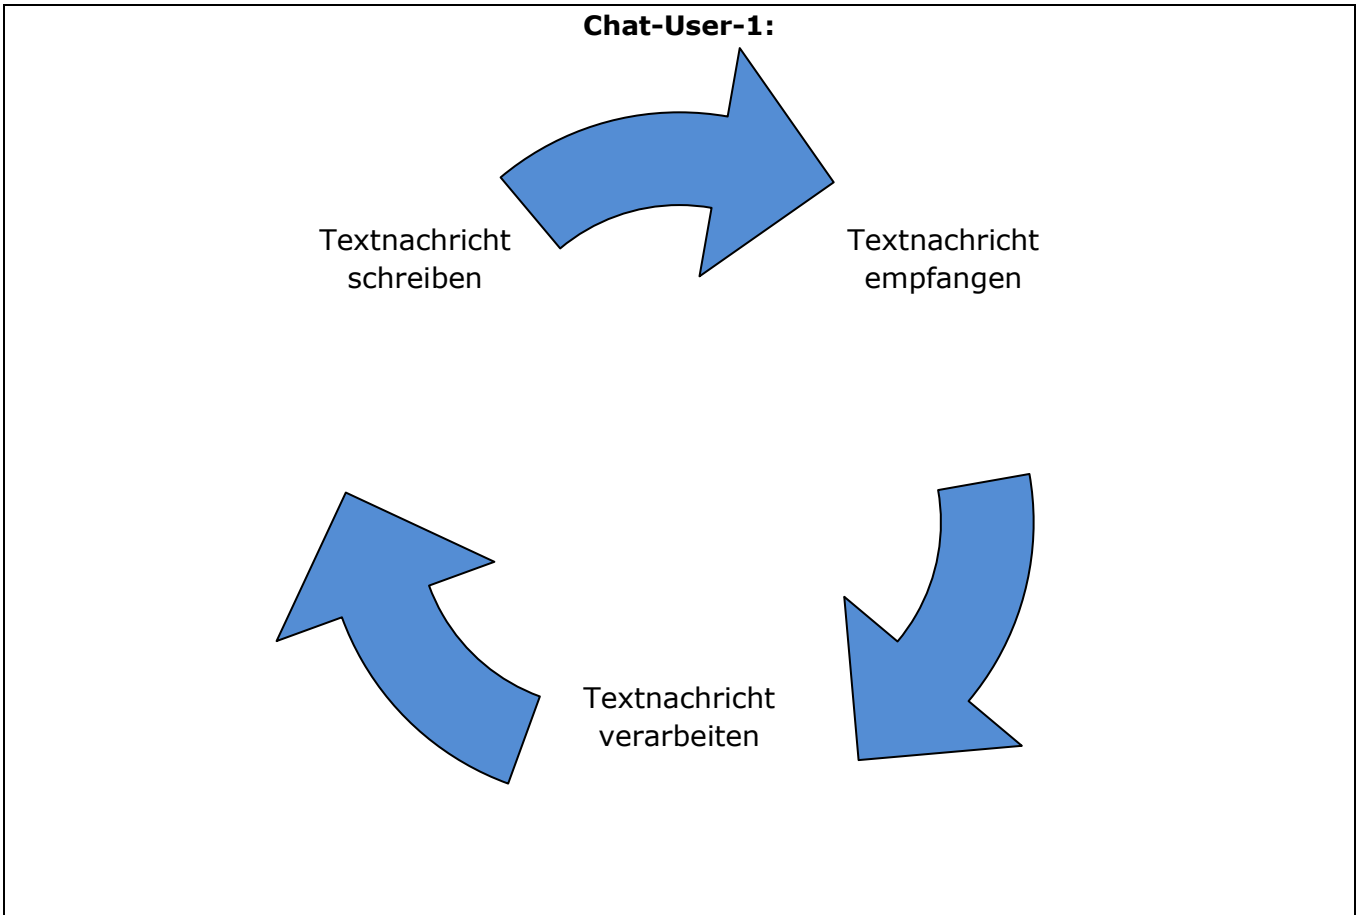 Chat-User-1:
Textnachricht
schreiben
Textnachricht
empfangen
Textnachricht
verarbeiten